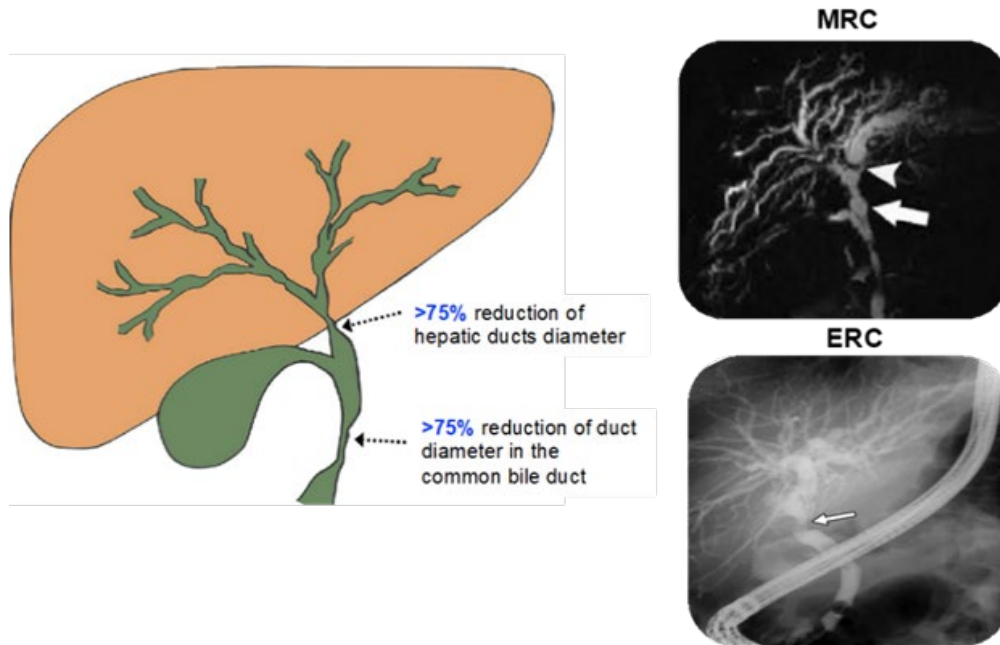 MRC
>75% reduction of
hepatic ducts diameter
>75% reduction of duct
diameter in the
common bile duct
ERC